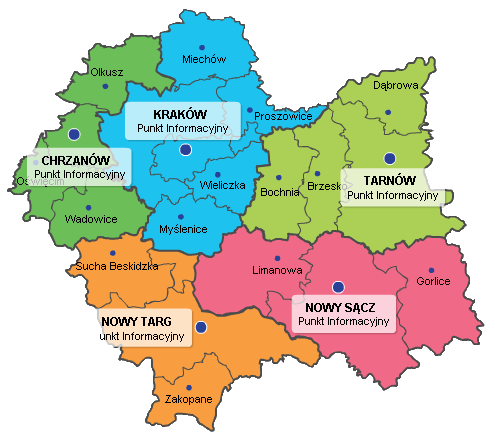 Miechów
Olkusz
Dąbrowa
KRAKÓW
Punkt Informacyjny
Proszowice
CHRZANÓW
Punkt Informacyjny
Oświęcim
TARNÓW
Punkt Informacyjny
Wieliczka
Bochnia
Brzesko
Wadowice
Myślenice
Sucha Beskidzka
Limanowa
Gorlice
NOWY SĄCZ
Punkt Informacyjny
NOWY TARG
unkt Informacyjny
Zakopane